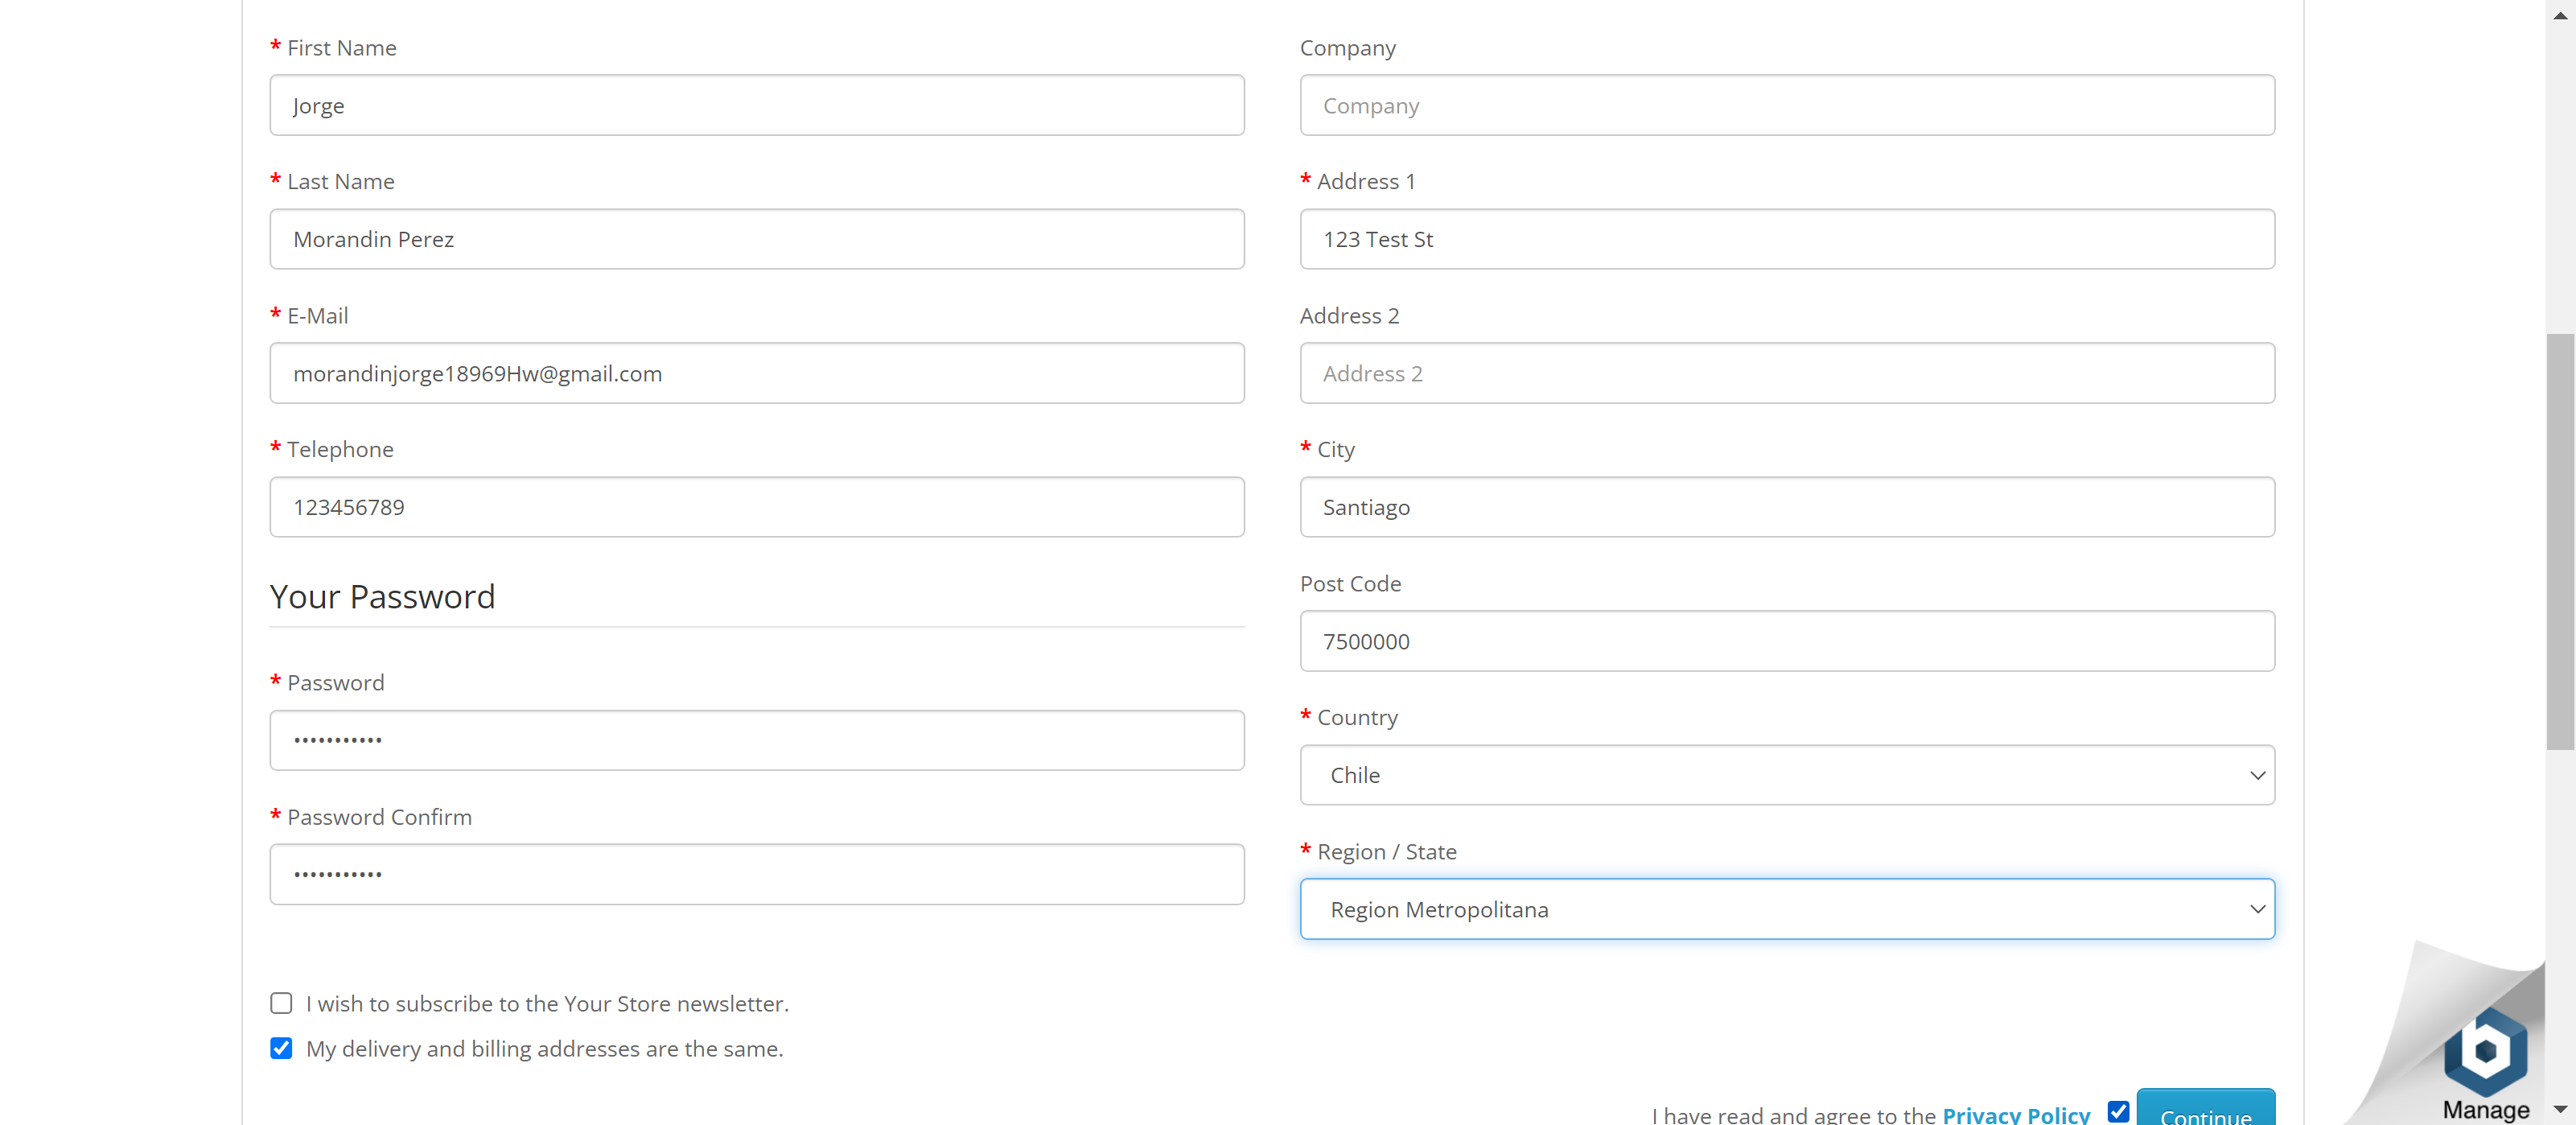 * First Name
Jorge
* Last Name
Morandin Perez
* E-Mail
morandinjorge18969Hw@gmail.com
* Telephone
123456789
Your Password
* Password
•••••••••••
* Password Confirm
•••••••••••
Company
Company
* Address 1
123 Test St
Address 2
Address 2
* City
Santiago
Post Code
7500000
* Country
Chile
* Region / State
Region Metropolitana
I wish to subscribe to the Your Store newsletter.
My delivery and billing addresses are the same.
I have read and agree to the Privacy Policy
Continue
b
Manage